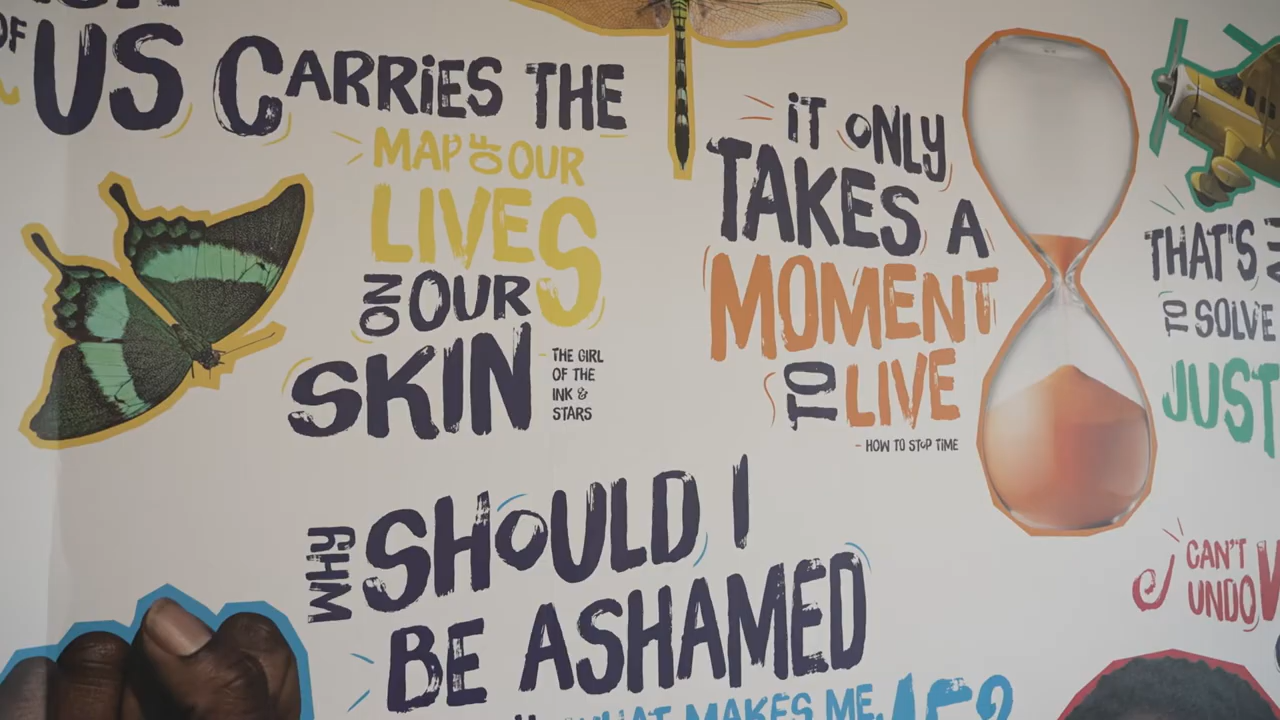 OF
US CARRIES THE
MAP OF OUR
LIVES
ON OUR
SKIN
THE GIRL
OF THE
INK &
STARS
IT ONLY
TAKES A
MOMENT
TO LIVE
- HOW TO STOP TIME
THAT'S
TO SOLVE
JUST
WHY SHOULD I
BE ASHAMED
WHAT MAKES ME
ME?
CAN'T
UNDO